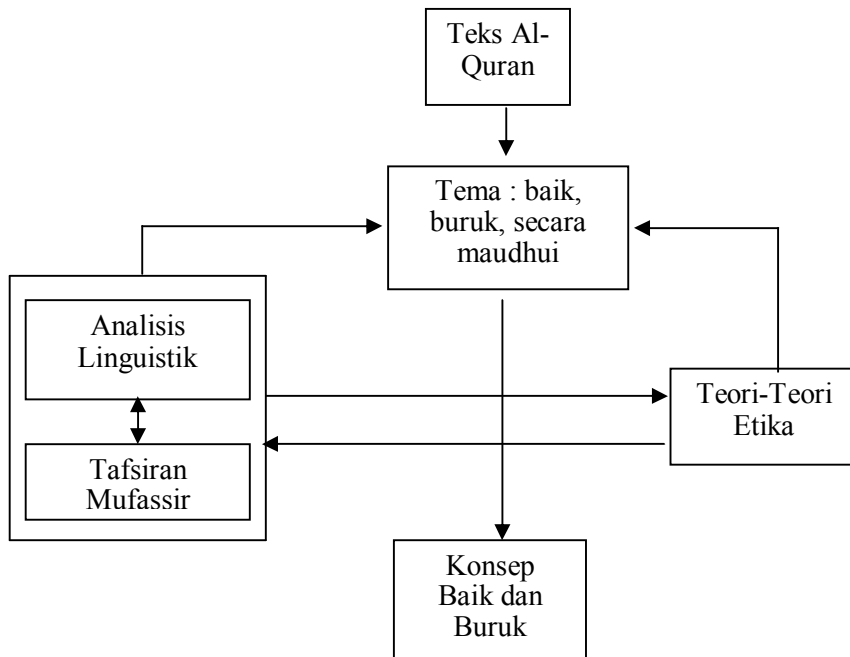 Teks Al-
Quran
Tema : baik,
buruk, secara
maudhui
Analisis
Linguistik
Teori-Teori
Etika
Tafsiran
Mufassir
Konsep
Baik dan
Buruk